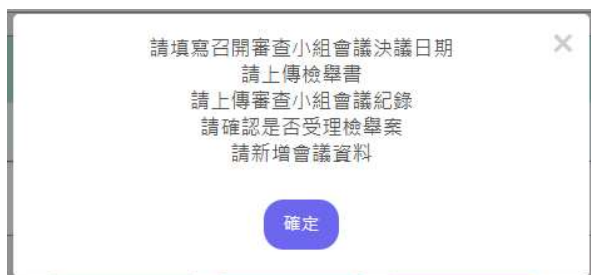 請填寫召開審查小組會議決議日期
請上傳檢舉書
請上傳審查小組會議紀錄
請確認是否受理檢舉案
請新增會議資料
確定